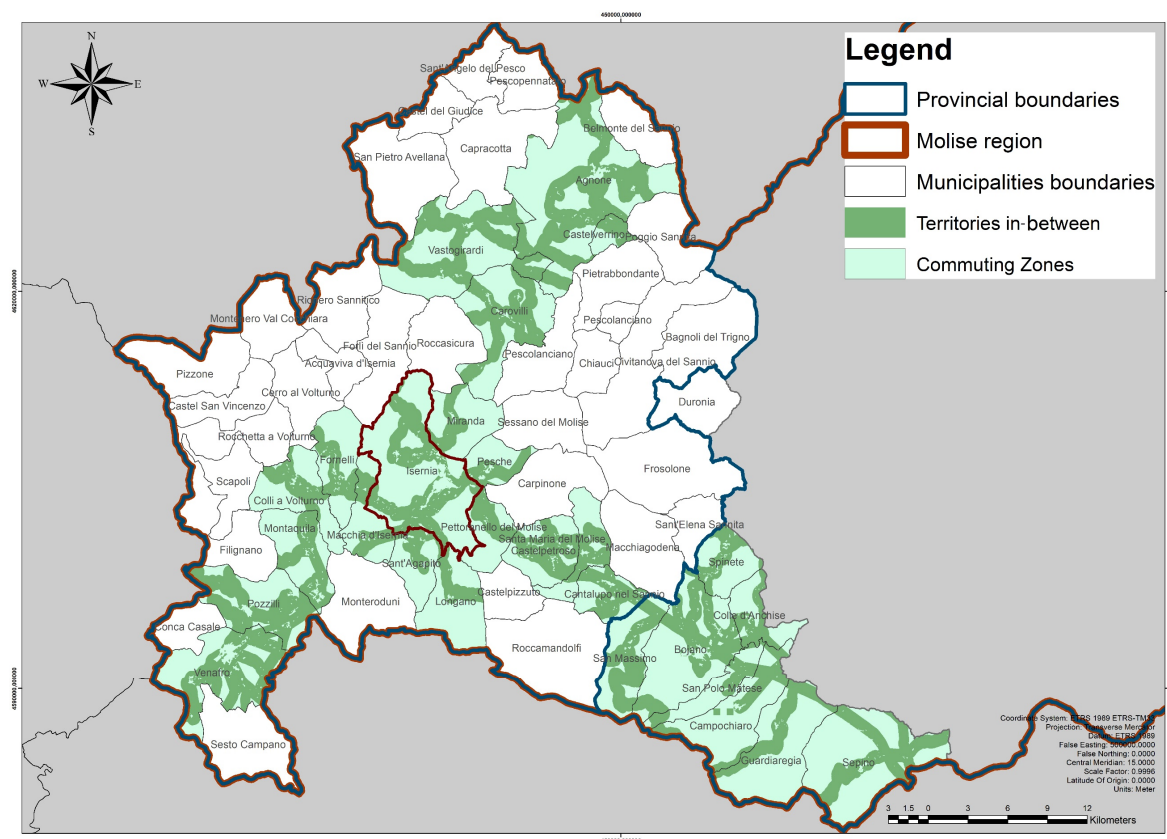 450000,000000
N
W
E
S
Legend
Provincial boundaries
Molise region
Municipalities boundaries
Territories in-between
Commuting Zones
Sant'Angelo del Pesco
Pescopennataro
Castel del Giudice
Belmonte del Sannio
Capracotta
San Pietro Avellana
Agnone
Castelverrino
Poggio Sannita
Vastogirardi
Pietrabbondante
Rionero Sannitico
Carovilli
Montenero Val Cocchiara
Pescolanciano
Bagnoli del Trigno
Forlì del Sannio
Roccasicura
Pescolanciano
Acquaviva d'Isernia
Chiauci
Civitanova del Sannio
Pizzone
Cerro al Volturno
Castel San Vincenzo
Duronia
Miranda
Sessano del Molise
Rocchetta a Volturno
Fornelli
Pesche
Isernia
Frosolone
Scapoli
Carpinone
Colli a Volturno
Montaquila
Pettoranello del Molise
Sant'Elena Sannita
Macchia d'Isernia
Santa Maria del Molise
Filignano
Castelpetroso
Macchiagodena
Sant'Agapito
Spinete
Castelpizzuto
Cantalupo nel Sannio
Pozzilli
Monteroduni
Longano
Colle d'Anchise
Conca Casale
Roccamandolfi
Bojano
San Massimo
Venafro
San Polo Matese
Campochiaro
Sesto Campano
Guardiaregia
Sepino
Coordinate System: ETRS 1989 ETRS-TM33
Projection: Transverse Mercator
Datum: ETRS 1989
False Easting: 500000.0000
False Northing: 0.0000
Central Meridian: 15.0000
Scale Factor: 0.9996
Latitude Of Origin: 0.0000
Units: Meter
3 1.5 0 3 6 9 12
Kilometers